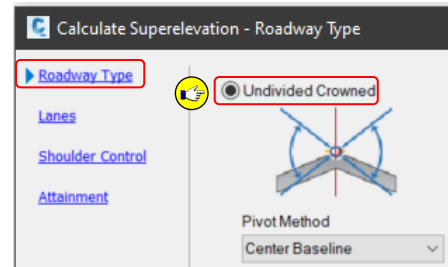 Calculate Superelevation - Roadway Type
Roadway Type
Undivided Crowned
Lanes
Shoulder Control
Attainment
Pivot Method
Center Baseline